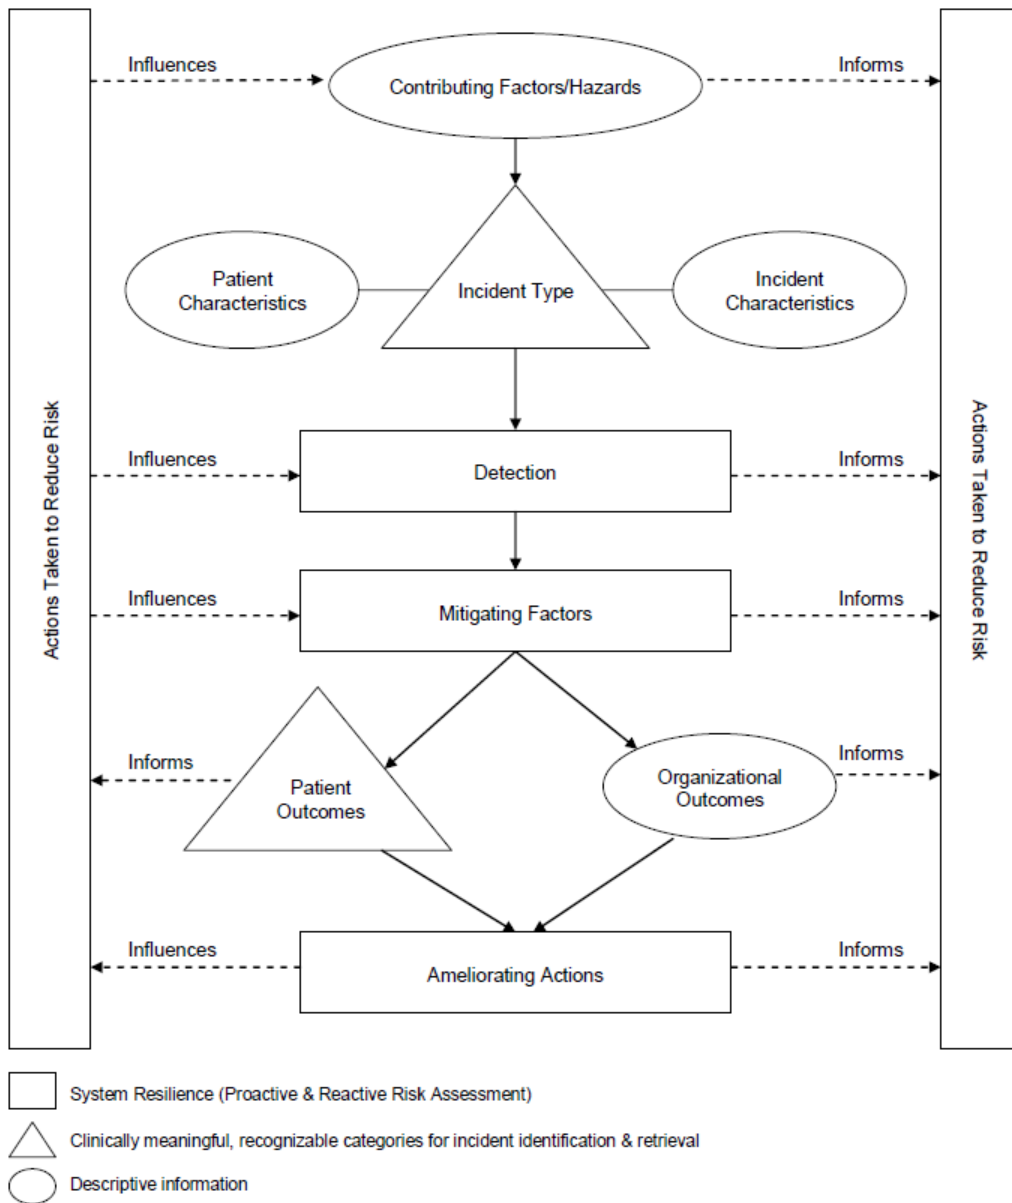 Influences
Informs
Contributing Factors/Hazards
Patient
Characteristics
Incident Type
Incident
Characteristics
Actions Taken to Reduce Risk
Actions Taken to Reduce Risk
Influences
Informs
Detection
Influences
Informs
Mitigating Factors
Informs
Informs
Patient
Outcomes
Organizational
Outcomes
Influences
Informs
Ameliorating Actions
System Resilience (Proactive & Reactive Risk Assessment)
Clinically meaningful, recognizable categories for incident identification & retrieval
Descriptive information